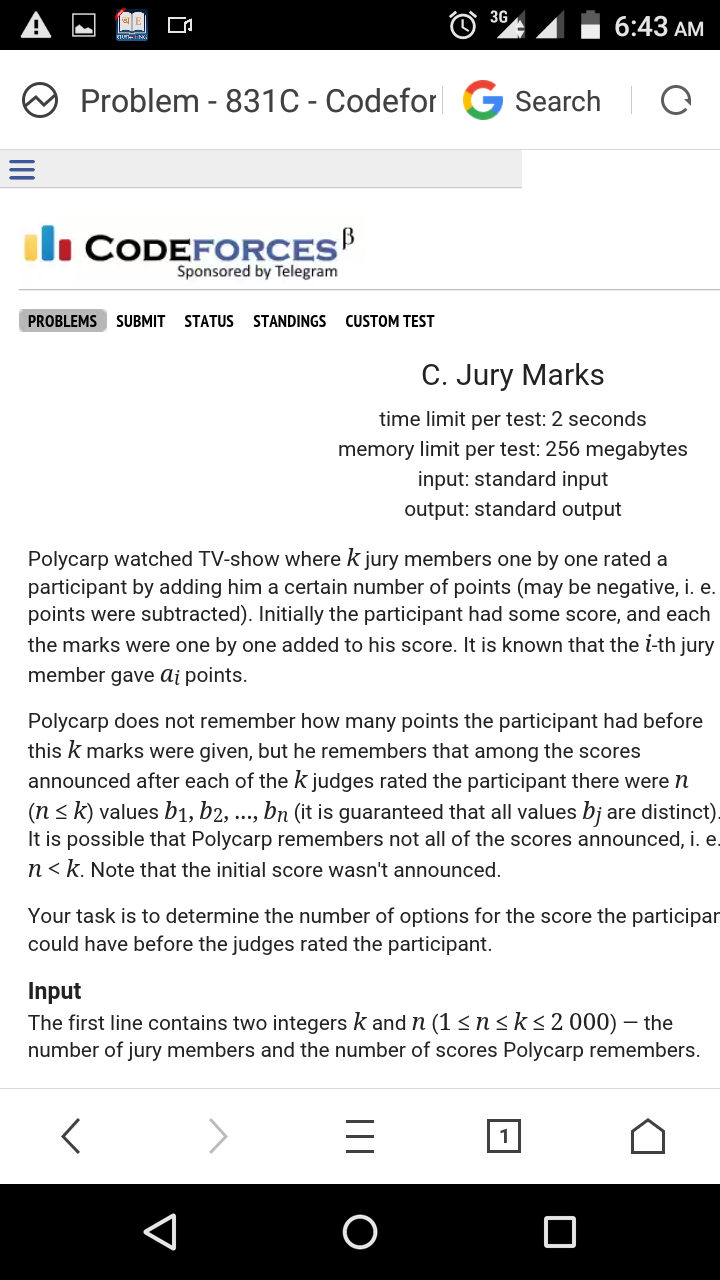 3G 6:43 AM
Problem - 831C - Codefor Search
CODEFORCES β
Sponsored by Telegram
PROBLEMS SUBMIT STATUS STANDINGS CUSTOM TEST
C. Jury Marks
time limit per test: 2 seconds
memory limit per test: 256 megabytes
input: standard input
output: standard output
Polycarp watched TV-show where k jury members one by one rated a
participant by adding him a certain number of points (may be negative, i. e.
points were subtracted). Initially the participant had some score, and each
the marks were one by one added to his score. It is known that the i-th jury
member gave ai points.
Polycarp does not remember how many points the participant had before
this k marks were given, but he remembers that among the scores
announced after each of the k judges rated the participant there were n
(n ≤ k) values b1, b2, ..., bn (it is guaranteed that all values bj are distinct).
It is possible that Polycarp remembers not all of the scores announced, i. e.
n < k. Note that the initial score wasn't announced.
Your task is to determine the number of options for the score the participan
could have before the judges rated the participant.
Input
The first line contains two integers k and n (1 ≤ n ≤ k ≤ 2 000) — the
number of jury members and the number of scores Polycarp remembers.
1